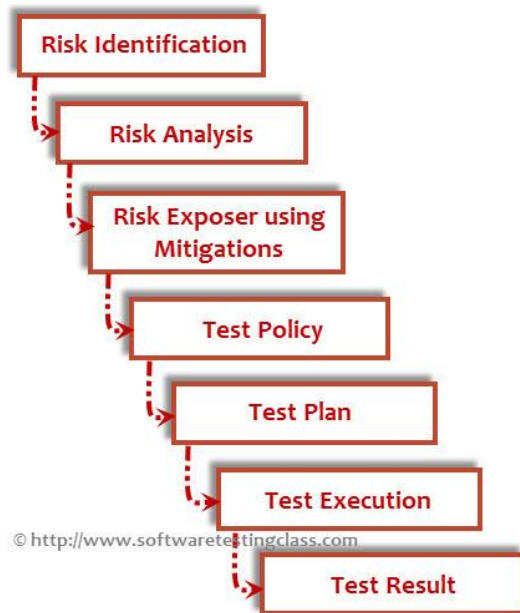 Risk Identification
Risk Analysis
Risk Exposer using
Mitigations
Test Policy
Test Plan
Test Execution
© http://www.softwaretestingclass.com
Test Result